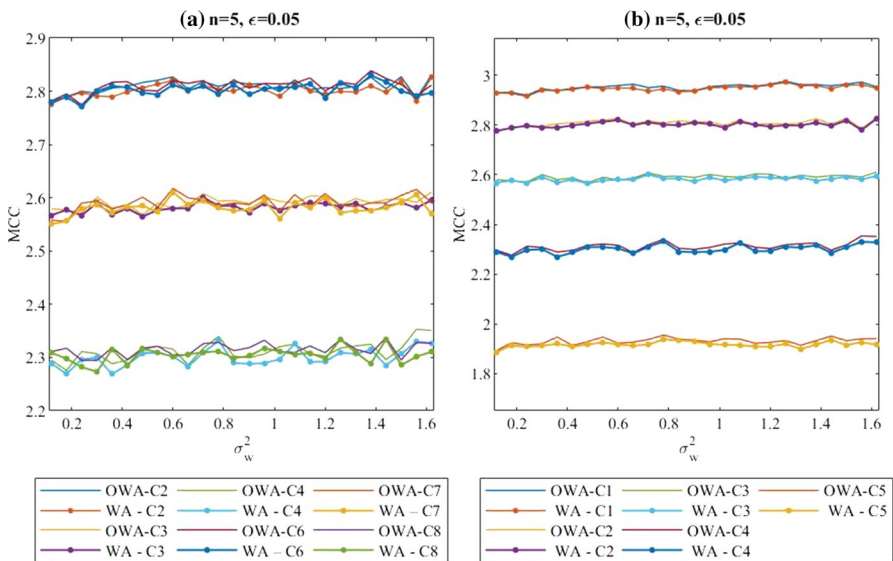 (a) n=5, ϵ=0.05
2.9
2.8
2.7
2.6
2.5
2.4
2.3
2.2
MCC
0.2 0.4 0.6 0.8 1 1.2 1.4 1.6
σ²w
OWA-C2 OWA-C4 OWA-C7
WA - C2 WA - C4 WA – C7
OWA-C3 OWA-C6 OWA-C8
WA - C3 WA – C6 WA - C8
(b) n=5, ϵ=0.05
3
2.8
2.6
2.4
2.2
2
1.8
MCC
0.2 0.4 0.6 0.8 1 1.2 1.4 1.6
σ²w
OWA-C1 OWA-C3 OWA-C5
WA - C1 WA - C3 WA - C5
OWA-C2 OWA-C4
WA - C2 WA - C4